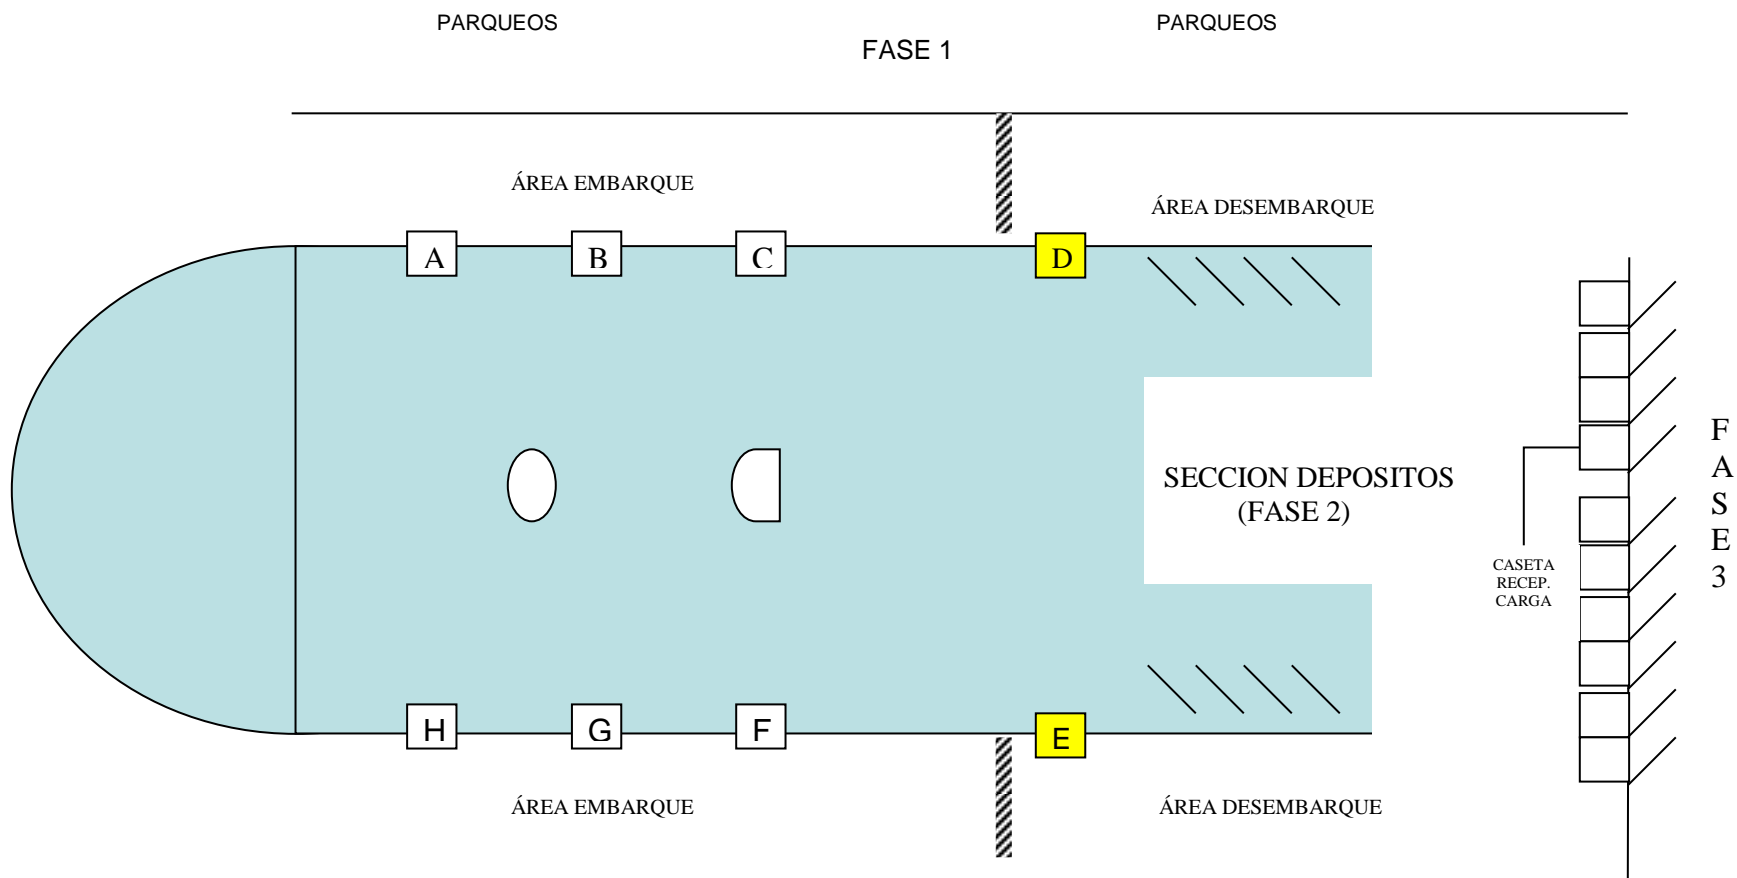 PARQUEOS
PARQUEOS
FASE 1
ÁREA EMBARQUE
ÁREA DESEMBARQUE
A
B
C
D
SECCION DEPOSITOS
(FASE 2)
CASETA
RECEP.
CARGA
F
A
S
E
3
H
G
F
E
ÁREA EMBARQUE
ÁREA DESEMBARQUE